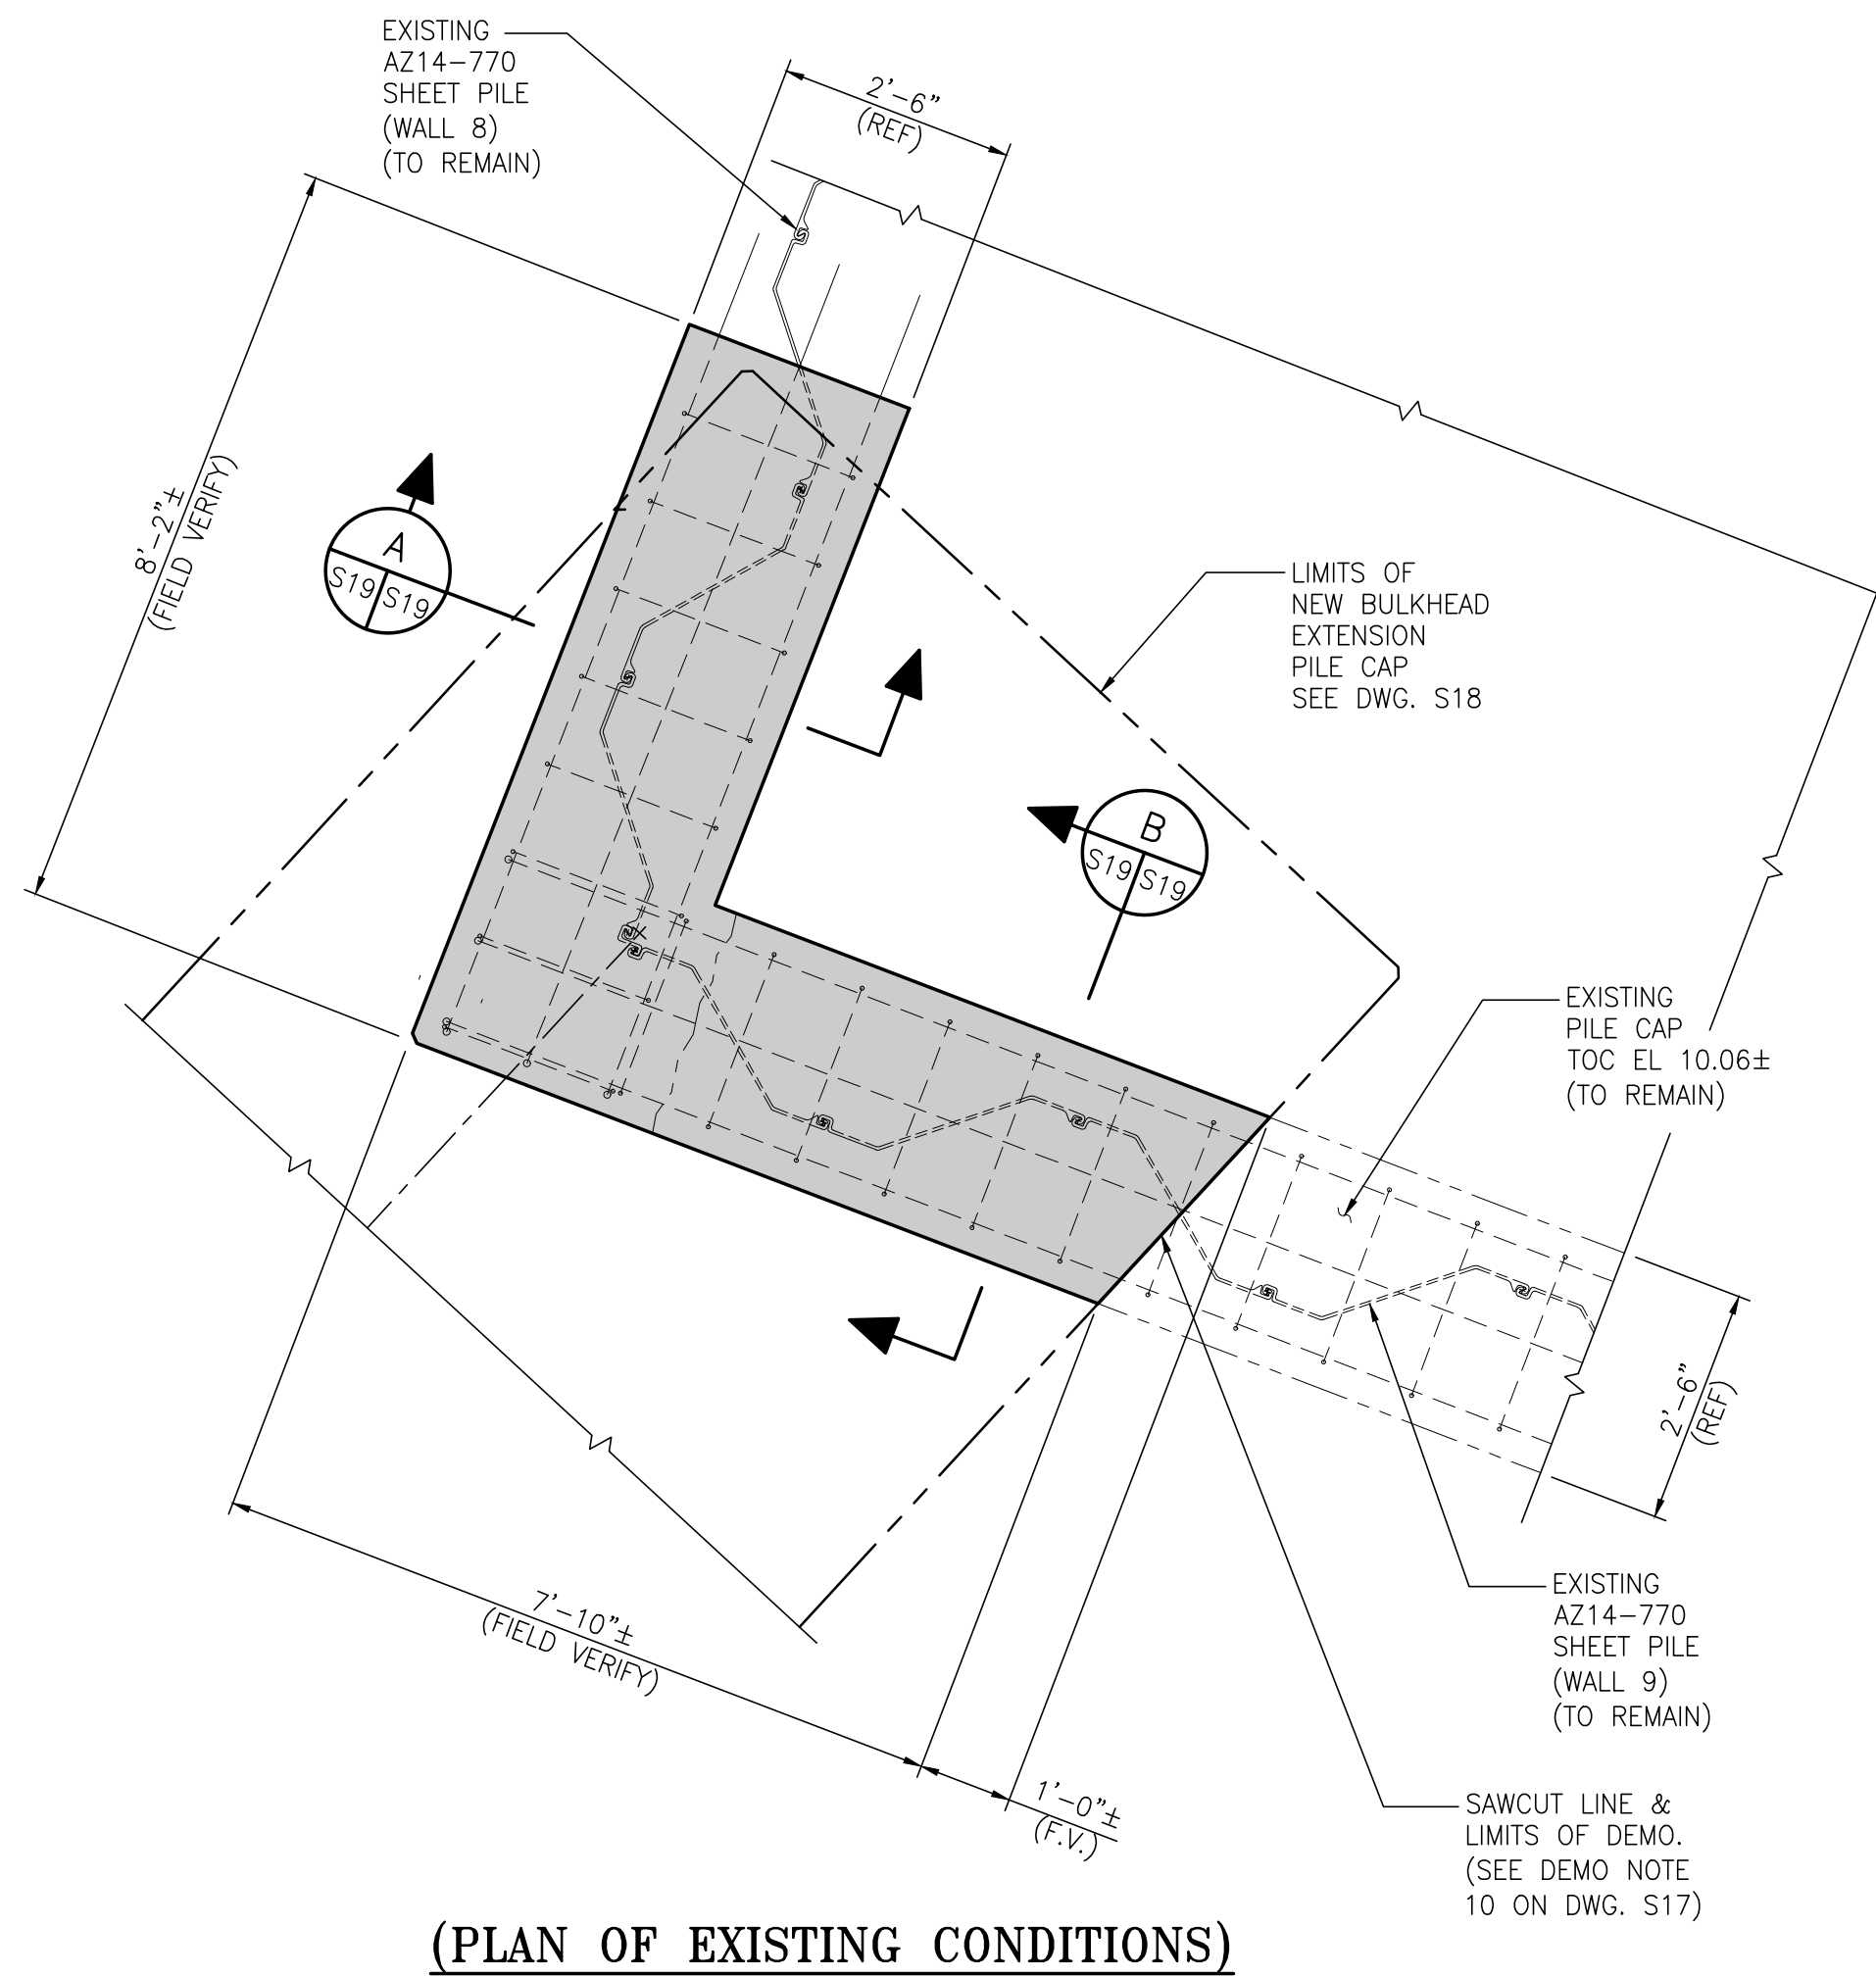 EXISTING
AZ14-770
SHEET PILE
(WALL 8)
(TO REMAIN)
2'-6"
(REF)
8'-2"±
(FIELD VERIFY)
A
S19 S19
LIMITS OF
NEW BULKHEAD
EXTENSION
PILE CAP
SEE DWG. S18
B
S19 S19
EXISTING
PILE CAP
TOC EL 10.06±
(TO REMAIN)
2'-6"
(REF)
7'-10"±
(FIELD VERIFY)
1'-0"±
(F.V.)
EXISTING
AZ14-770
SHEET PILE
(WALL 9)
(TO REMAIN)
SAWCUT LINE &
LIMITS OF DEMO.
(SEE DEMO NOTE
10 ON DWG. S17)
(PLAN OF EXISTING CONDITIONS)